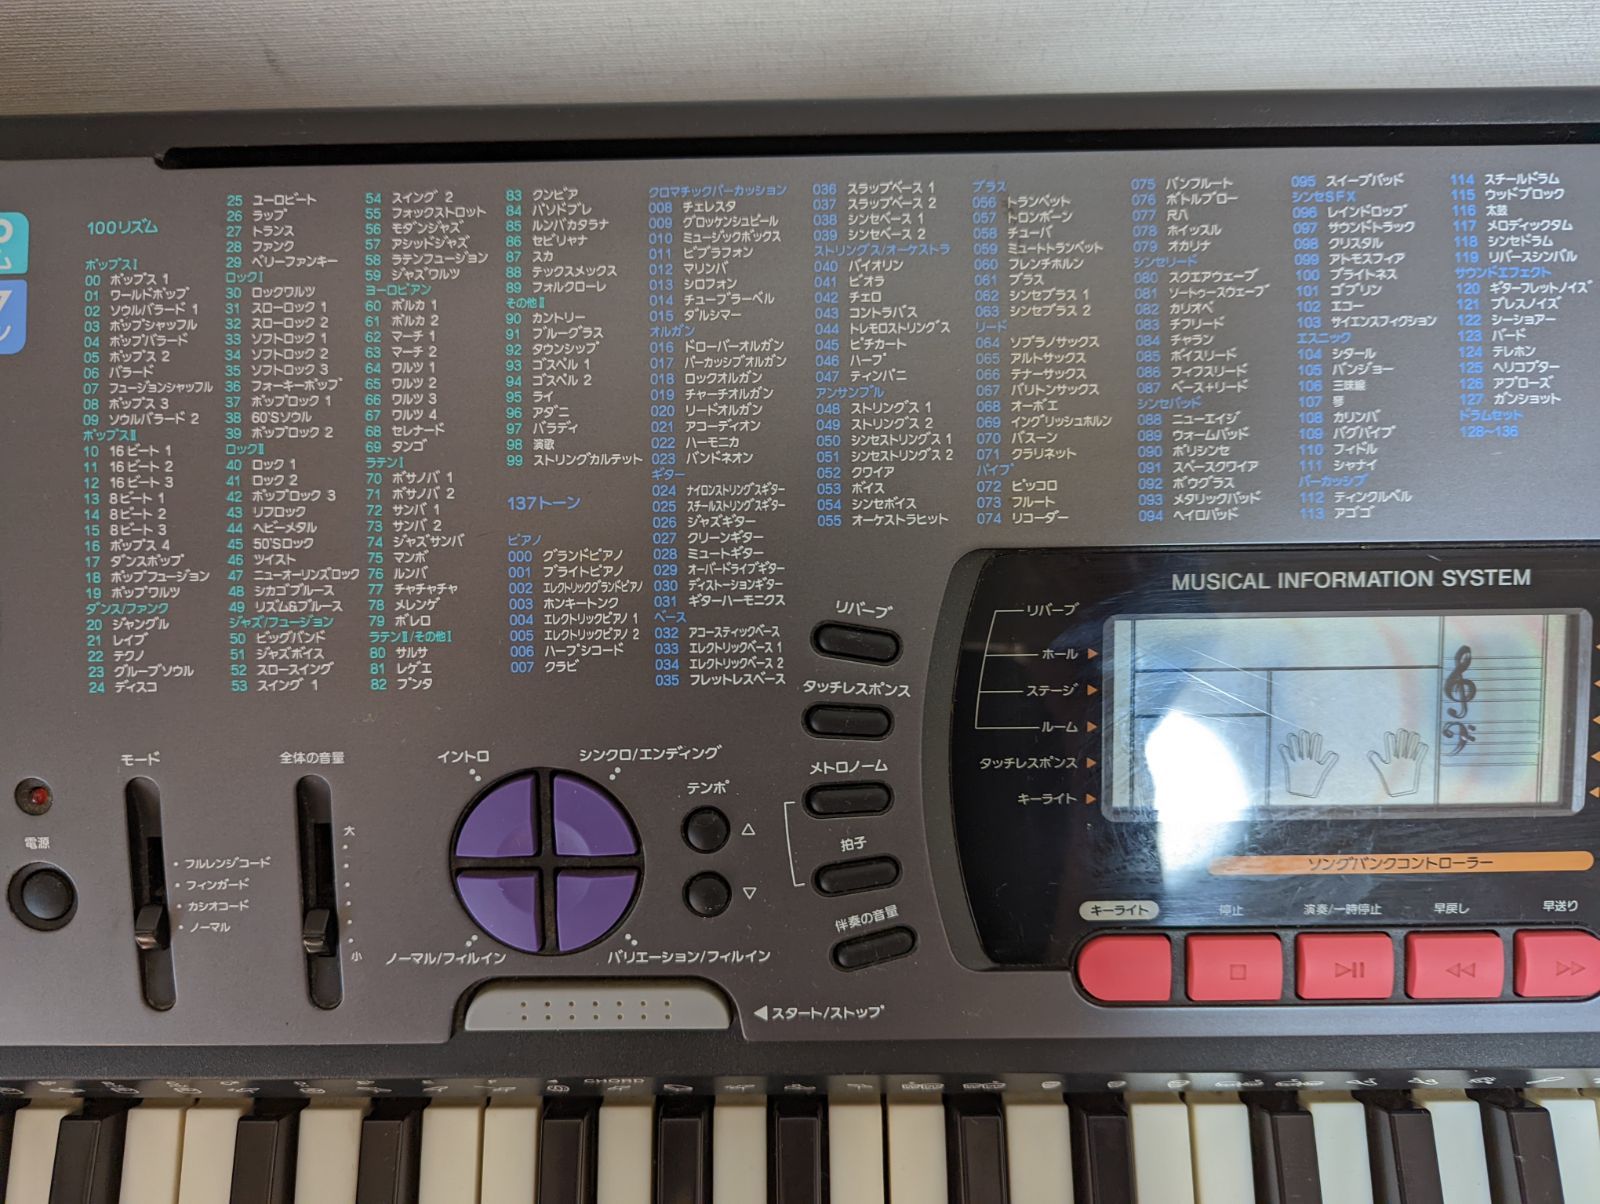 100リズム
ポップスⅠ
00 ポップス 1
01 ワールドポップ
02 ソウルバラード 1
03 ポップシャッフル
04 ポップバラード
05 ポップス 2
06 バラード
07 フュージョンシャッフル
08 ポップス 3
09 ソウルバラード 2
ポップスⅡ
10 16ビート 1
11 16ビート 2
12 16ビート 3
13 8ビート 1
14 8ビート 2
15 8ビート 3
16 ポップス 4
17 ダンスポップ
18 ポップフュージョン
19 ポップワルツ
ダンス/ファンク
20 ジャングル
21 レイブ
22 テクノ
23 グルーブソウル
24 ディスコ
25 ユーロビート
26 ラップ
27 トランス
28 ファンク
29 ベリーファンキー
ロックⅠ
30 ロックワルツ
31 スローロック 1
32 スローロック 2
33 ソフトロック 1
34 ソフトロック 2
35 ソフトロック 3
36 フォーキーポップ
37 ポップロック 1
38 60'Sソウル
39 ポップロック 2
ロックⅡ
40 ロック 1
41 ロック 2
42 ポップロック 3
43 リフロック
44 ヘビーメタル
45 50'Sロック
46 ツイスト
47 ニューオーリンズロック
48 シカゴブルース
49 リズム&ブルース
ジャズ/フュージョン
50 ビッグバンド
51 ジャズボイス
52 スロースイング
53 スイング 1
54 スイング 2
55 フォックストロット
56 モダンジャズ
57 アシッドジャズ
58 ラテンフュージョン
59 ジャズワルツ
ヨーロピアン
60 ポルカ 1
61 ポルカ 2
62 マーチ 1
63 マーチ 2
64 ワルツ 1
65 ワルツ 2
66 ワルツ 3
67 ワルツ 4
68 セレナード
69 タンゴ
ラテンⅠ
70 ボサノバ 1
71 ボサノバ 2
72 サンバ 1
73 サンバ 2
74 ジャズサンバ
75 マンボ
76 ルンバ
77 チャチャチャ
78 メレンゲ
79 ボレロ
ラテンⅡ/その他Ⅰ
80 サルサ
81 レゲエ
82 プンタ
83 クンビア
84 パソドブレ
85 ルンバカタラナ
86 セビリャナ
87 スカ
88 テックスメックス
89 フォルクローレ
その他Ⅱ
90 カントリー
91 ブルーグラス
92 タウンシップ
93 ゴスペル 1
94 ゴスペル 2
95 ライ
96 アダニ
97 バラディ
98 演歌
99 ストリングカルテット
137トーン
ピアノ
000 グランドピアノ
001 ブライトピアノ
002 エレクトリックグランドピアノ
003 ホンキートンク
004 エレクトリックピアノ 1
005 エレクトリックピアノ 2
006 ハープシコード
007 クラビ
クロマチックパーカッション
008 チェレスタ
009 グロッケンシュピール
010 ミュージックボックス
011 ビブラフォン
012 マリンバ
013 シロフォン
014 チューブラーベル
015 ダルシマー
オルガン
016 ドローバーオルガン
017 パーカッシブオルガン
018 ロックオルガン
019 チャーチオルガン
020 リードオルガン
021 アコーディオン
022 ハーモニカ
023 バンドネオン
ギター
024 ナイロンストリングスギター
025 スチールストリングスギター
026 ジャズギター
027 クリーンギター
028 ミュートギター
029 オーバードライブギター
030 ディストーションギター
031 ギターハーモニクス
ベース
032 アコースティックベース
033 エレクトリックベース 1
034 エレクトリックベース 2
035 フレットレスベース
036 スラップベース 1
037 スラップベース 2
038 シンセベース 1
039 シンセベース 2
ストリングス/オーケストラ
040 バイオリン
041 ビオラ
042 チェロ
043 コントラバス
044 トレモロストリングス
045 ピチカート
046 ハープ
047 ティンパニ
アンサンブル
048 ストリングス 1
049 ストリングス 2
050 シンセストリングス 1
051 シンセストリングス 2
052 クワイア
053 ボイス
054 シンセボイス
055 オーケストラヒット
ブラス
056 トランペット
057 トロンボーン
058 チューバ
059 ミュートトランペット
060 フレンチホルン
061 ブラス
062 シンセブラス 1
063 シンセブラス 2
リード
064 ソプラノサックス
065 アルトサックス
066 テナーサックス
067 バリトンサックス
068 オーボエ
069 イングリッシュホルン
070 バスーン
071 クラリネット
パイプ
072 ピッコロ
073 フルート
074 リコーダー
075 パンフルート
076 ボトルブロー
077 尺八
078 ホイッスル
079 オカリナ
シンセリード
080 スクエアウェーブ
081 ソートゥースウェーブ
082 カリオペ
083 チフリード
084 チャラン
085 ボイスリード
086 フィフスリード
087 ベース+リード
シンセパッド
088 ニューエイジ
089 ウォームパッド
090 ポリシンセ
091 スペースクワイア
092 ボウグラス
093 メタリックパッド
094 ヘイロパッド
095 スイープパッド
シンセSFX
096 レインドロップ
097 サウンドトラック
098 クリスタル
099 アトモスフィア
100 ブライトネス
101 ゴブリン
102 エコー
103 サイエンスフィクション
エスニック
104 シタール
105 バンジョー
106 三味線
107 琴
108 カリンバ
109 バグパイプ
110 フィドル
111 シャナイ
パーカッシブ
112 ティンクルベル
113 アゴゴ
114 スチールドラム
115 ウッドブロック
116 太鼓
117 メロディックタム
118 シンセドラム
119 リバースシンバル
サウンドエフェクト
120 ギターフレットノイズ
121 ブレスノイズ
122 シーショアー
123 バード
124 テレホン
125 ヘリコプター
126 アプローズ
127 ガンショット
ドラムセット
128〜136
MUSICAL INFORMATION SYSTEM
リバーブ
ホール
ステージ
ルーム
タッチレスポンス
キーライト
リバーブ
タッチレスポンス
メトロノーム
拍子
伴奏の音量
電源
モード
フルレンジコード
フィンガード
カシオコード
ノーマル
全体の音量
大
小
イントロ
シンクロ/エンディング
ノーマル/フィルイン
バリエーション/フィルイン
テンポ
スタート/ストップ
ソングバンクコントローラー
キーライト
停止
演奏/一時停止
早戻し
早送り
CHORD